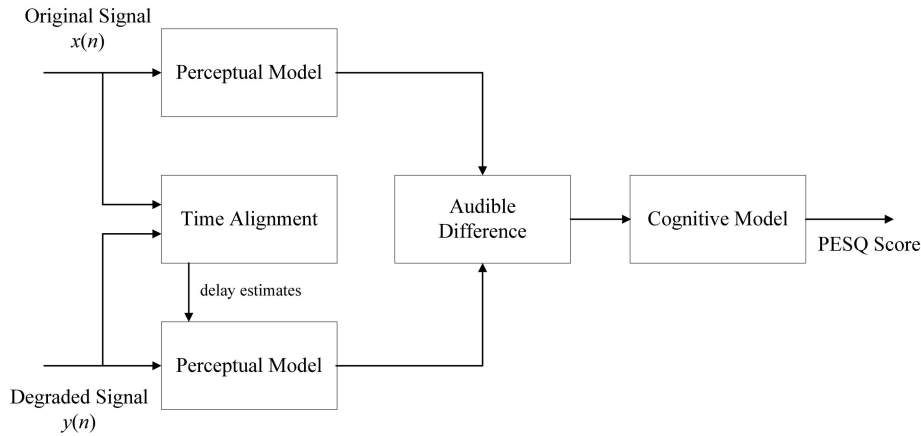 Original Signal
x(n)
Perceptual Model
Time Alignment
Audible
Difference
Cognitive Model
PESQ Score
delay estimates
Perceptual Model
Degraded Signal
y(n)